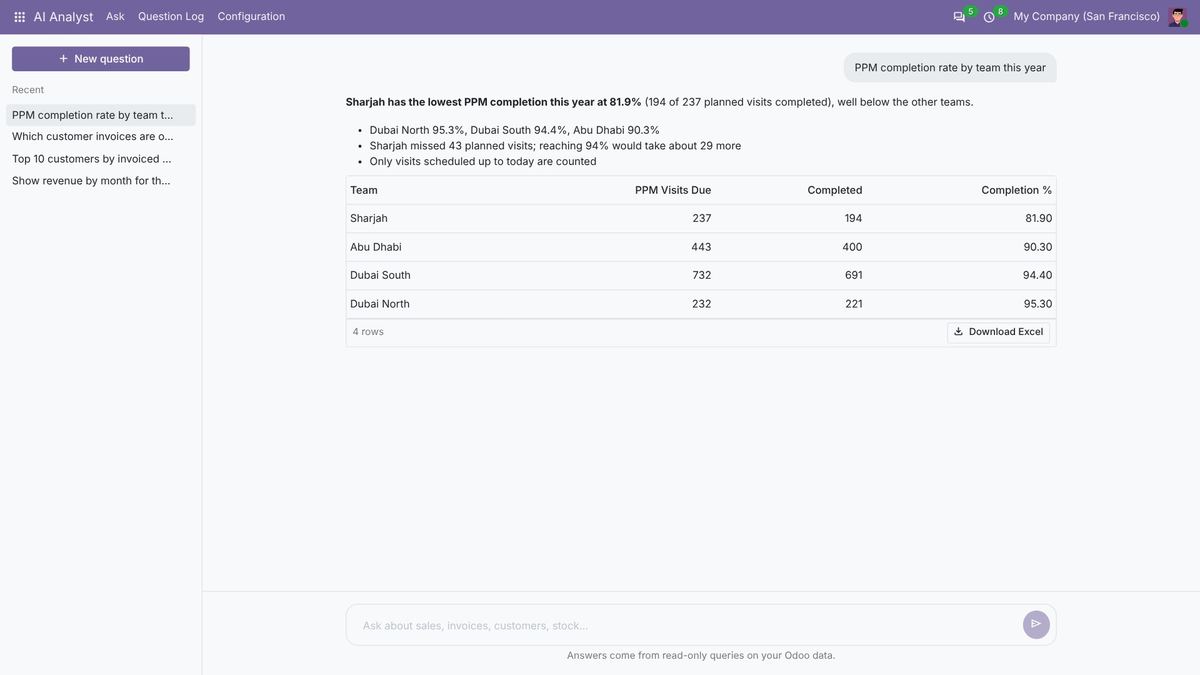 AI Analyst Ask Question Log Configuration 5 8 My Company (San Francisco)
+ New question
Recent
PPM completion rate by team t...
Which customer invoices are o...
Top 10 customers by invoiced ...
Show revenue by month for th...
PPM completion rate by team this year
Sharjah has the lowest PPM completion this year at 81.9% (194 of 237 planned visits completed), well below the other teams.
• Dubai North 95.3%, Dubai South 94.4%, Abu Dhabi 90.3%
• Sharjah missed 43 planned visits; reaching 94% would take about 29 more
• Only visits scheduled up to today are counted
Team PPM Visits Due Completed Completion %
Sharjah 237 194 81.90
Abu Dhabi 443 400 90.30
Dubai South 732 691 94.40
Dubai North 232 221 95.30
4 rows Download Excel
Ask about sales, invoices, customers, stock...
Answers come from read-only queries on your Odoo data.